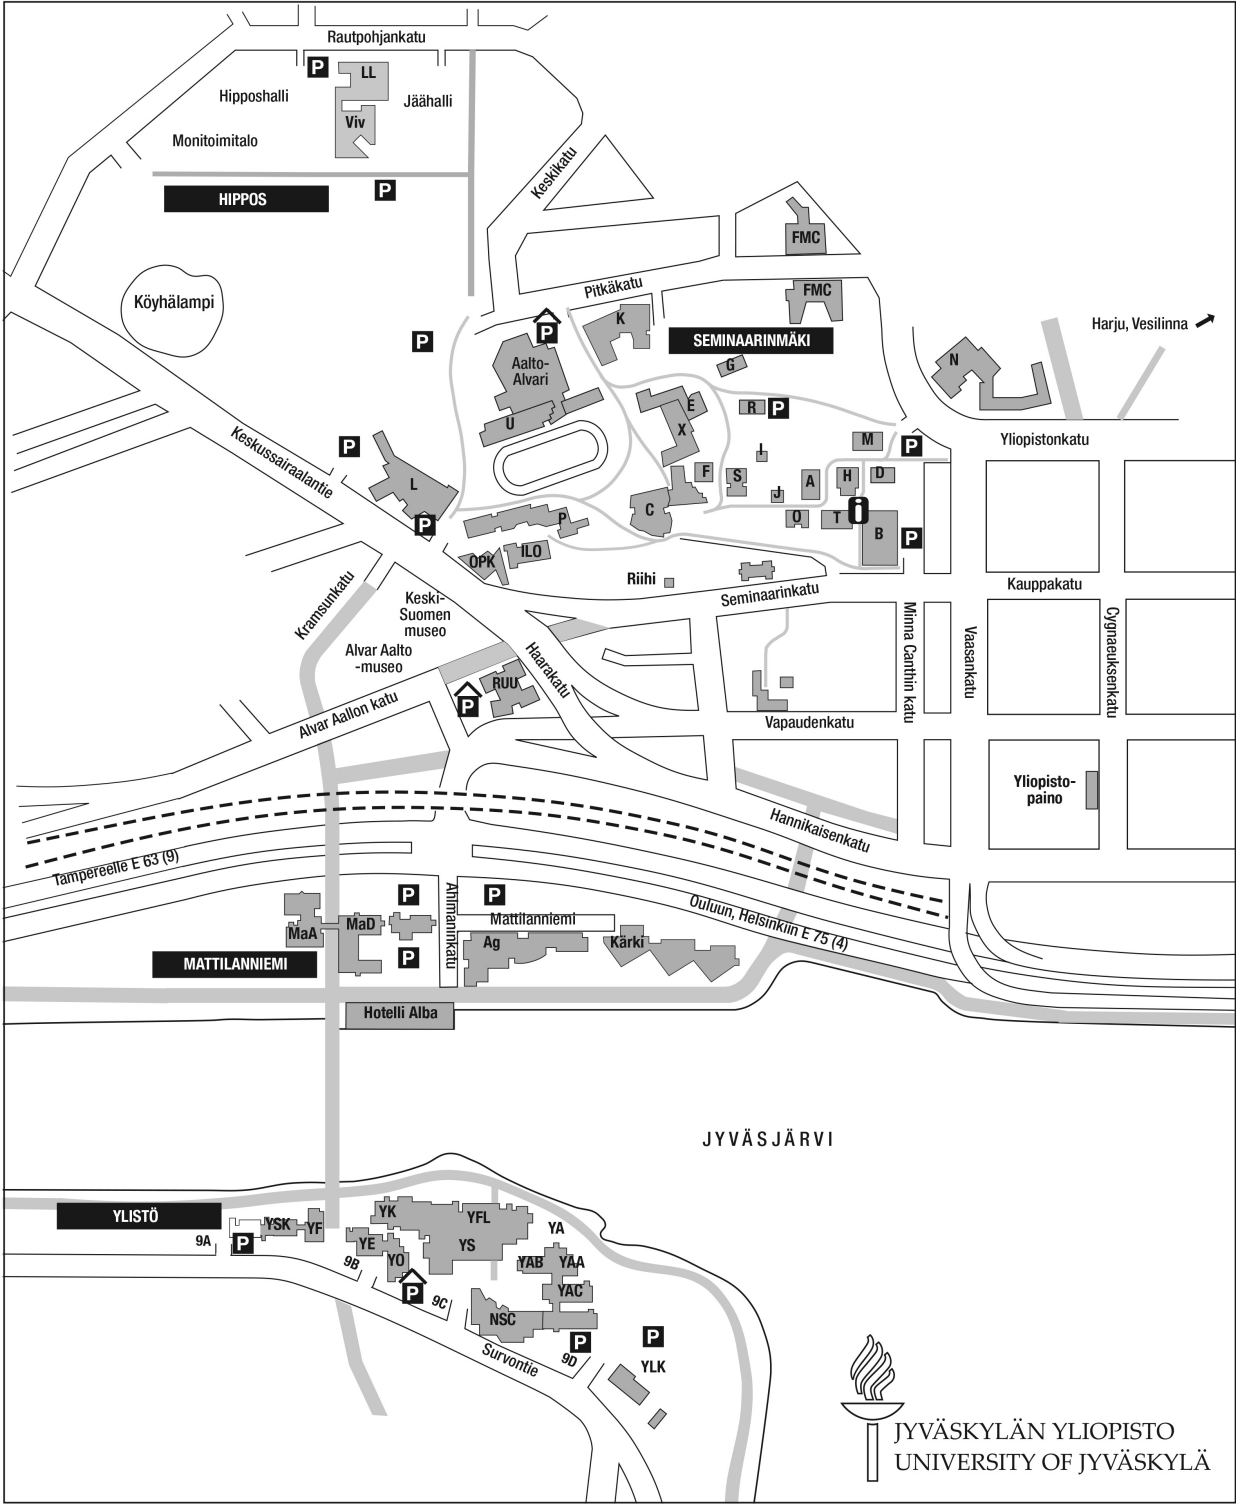 Rautpohjankatu
P
LL
Hipposhalli
Jäähalli
Viv
Monitoimitalo
P
HIPPOS
Keskikatu
FMC
Pitkäkatu
FMC
Köyhälampi
K
P
P
SEMINAARINMÄKI
Harju, Vesilinna
Aalto-
Alvari
G
N
E
R
P
U
X
M
P
Yliopistonkatu
Keskussairaalantie
P
I
F
S
L
J
A
H
D
C
i
P
P
O
T
B
P
OPK
ILO
Riihi
Seminaarinkatu
Kauppakatu
Kramsunkatu
Keski-
Suomen
museo
Alvar Aalto
-museo
Haarakatu
RUU
P
Minna Canthin katu
Vaasankatu
Cygnaeuksenkatu
Alvar Aallon katu
Vapaudenkatu
Yliopisto-
paino
Hannikaisenkatu
Tampereelle E 63 (9)
P
Ahlmaninkatu
P
Ouluun, Helsinkiin E 75 (4)
Mattilanniemi
MaA
MaD
Ag
Kärki
P
MATTILANNIEMI
Hotelli Alba
JYVÄSJÄRVI
YLISTÖ
YSK
YF
YK
YFL
YA
9A
P
YE
YS
9B
YO
YAB
YAA
P
9C
YAC
NSC
P
P
Survontie
9D
YLK
JYVÄSKYLÄN YLIOPISTO
UNIVERSITY OF JYVÄSKYLÄ